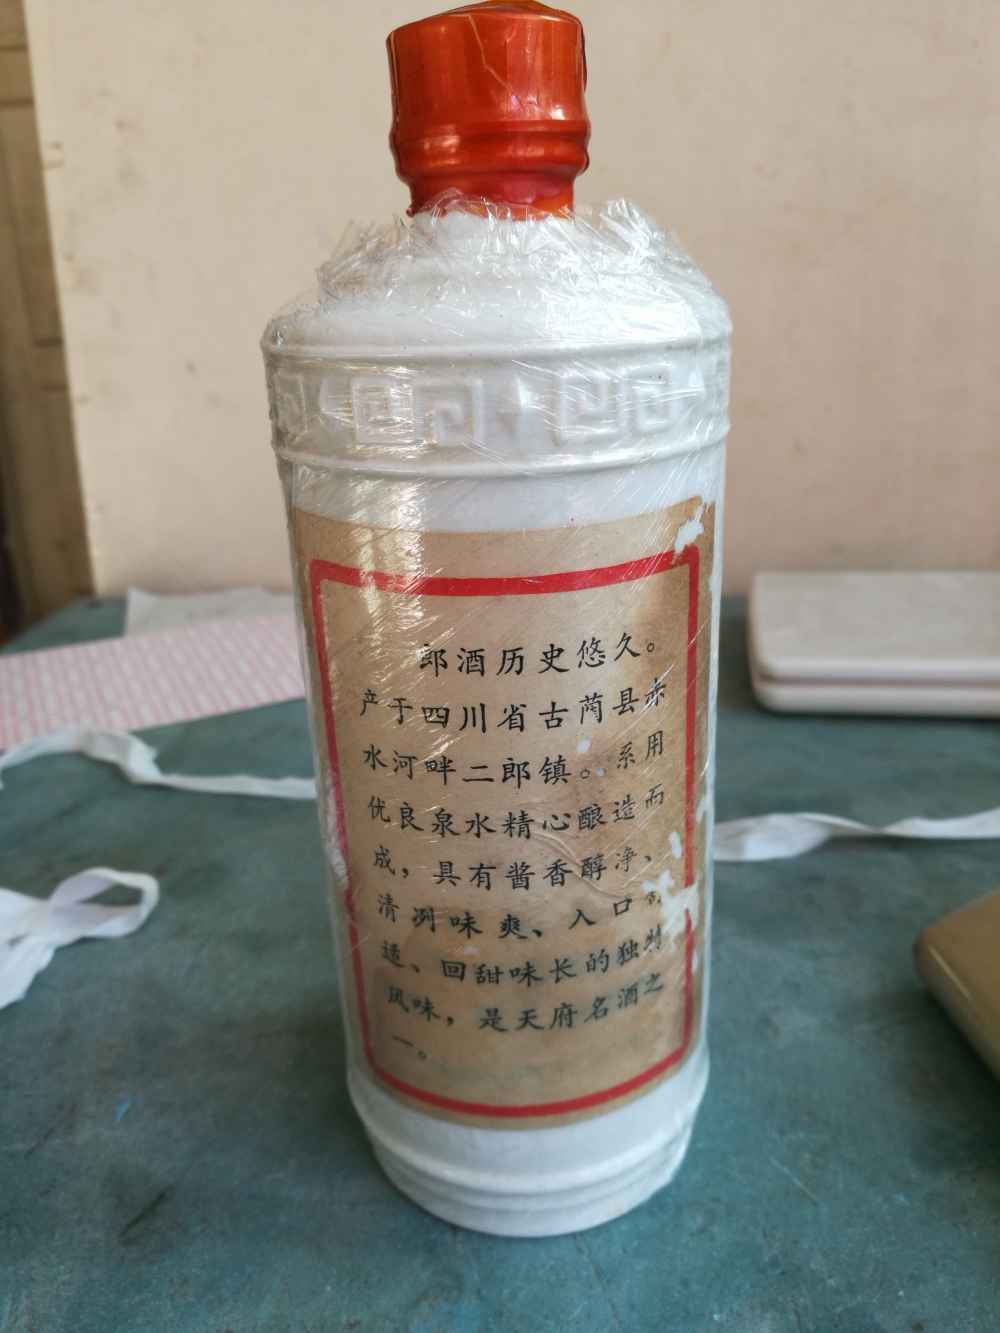 郎酒历史悠久。
产于四川省古蔺县赤
水河畔二郎镇。系用
优良泉水精心酿造而
成，具有酱香醇净、
清洌味爽、入口
适、回甜味长的独特
风味，是天府名酒之
一。